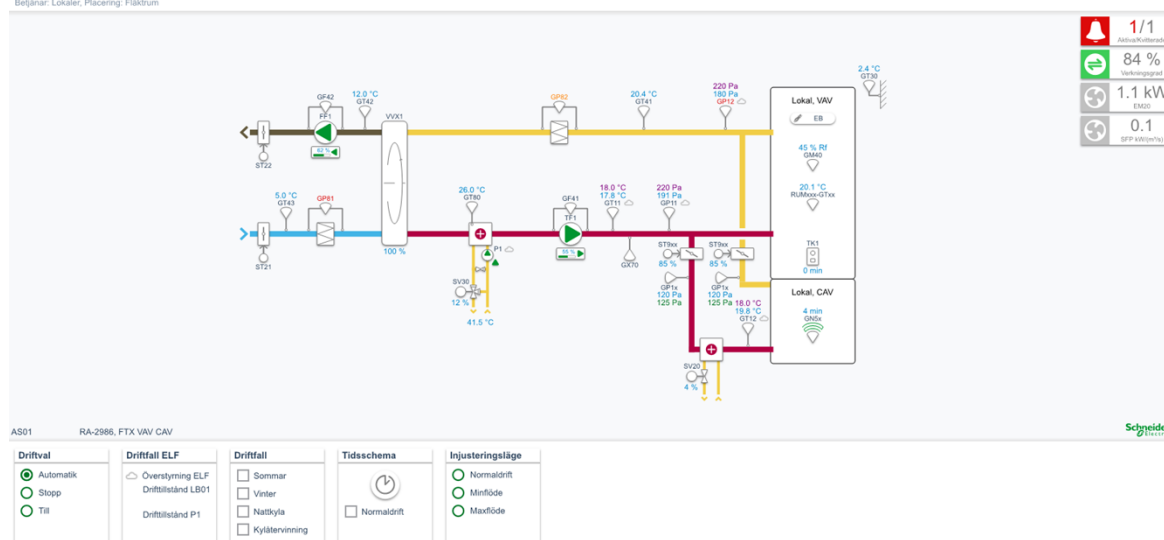 Betjänar: Lokaler, Placering: Fläktrum
1/1
Aktiva/Kvitterade
84 %
Verkningsgrad
1.1 kW
EM20
0.1
SFP kW/(m³/s)
2.4 °C
GT30
GF42
FF1
62 %
12.0 °C
GT42
VVX1
100 %
GP82
20.4 °C
GT41
220 Pa
180 Pa
GP12
Lokal, VAV
EB
45 % Rf
GM40
20.1 °C
RUMxxx-GTxx
TK1
0 min
ST22
5.0 °C
GT43
GP81
ST21
26.0 °C
GT80
P1
SV30
12 %
41.5 °C
GF41
TF1
18.0 °C
17.8 °C
GT11
220 Pa
191 Pa
GP11
GX70
ST9xx
85 %
GP1x
120 Pa
125 Pa
ST9xx
85 %
GP1x
120 Pa
125 Pa
18.0 °C
19.8 °C
GT12
SV20
4 %
Lokal, CAV
4 min
GN5x
AS01
RA-2986, FTX VAV CAV
Schneider
Electric
Driftval
Automatik
Stopp
Till
Driftfall ELF
Överstyrning ELF
Drifttillstånd LB01
Drifttillstånd P1
Driftfall
Sommar
Vinter
Nattkyla
Kylåtervinning
Tidsschema
Normaldrift
Injusteringsläge
Normaldrift
Minflöde
Maxflöde